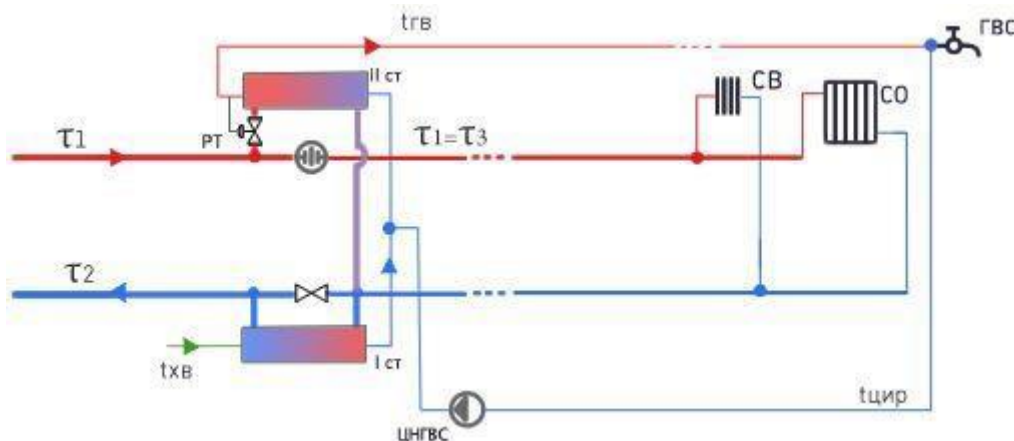 tгв
ГВС
II ст
СВ
СО
τ1
РТ
τ1=τ3
τ2
tхв
I ст
tцир
ЦНГВС